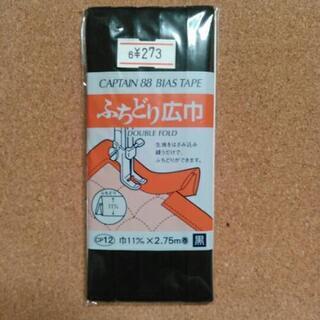 6 ¥273
CAPTAIN 88 BIAS TAPE
ふちどり広巾
DOUBLE FOLD
生地をはさみ込み
縫うだけで、
ふちどりができます。
11㎜
CP12 巾11㎜×2.75m巻 黒